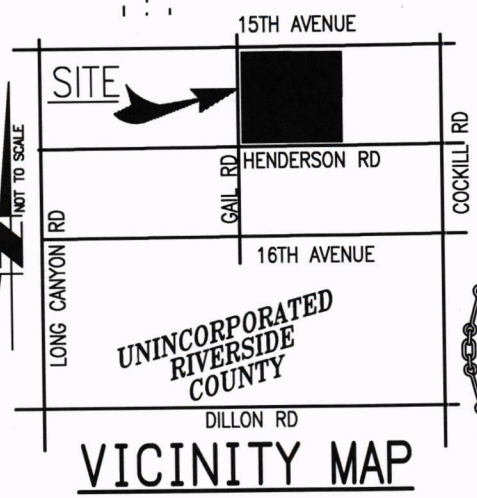 15TH AVENUE
SITE
NOT TO SCALE
COCKILL RD
GAIL RD
HENDERSON RD
LONG CANYON RD
16TH AVENUE
UNINCORPORATED
RIVERSIDE
COUNTY
DILLON RD
VICINITY MAP